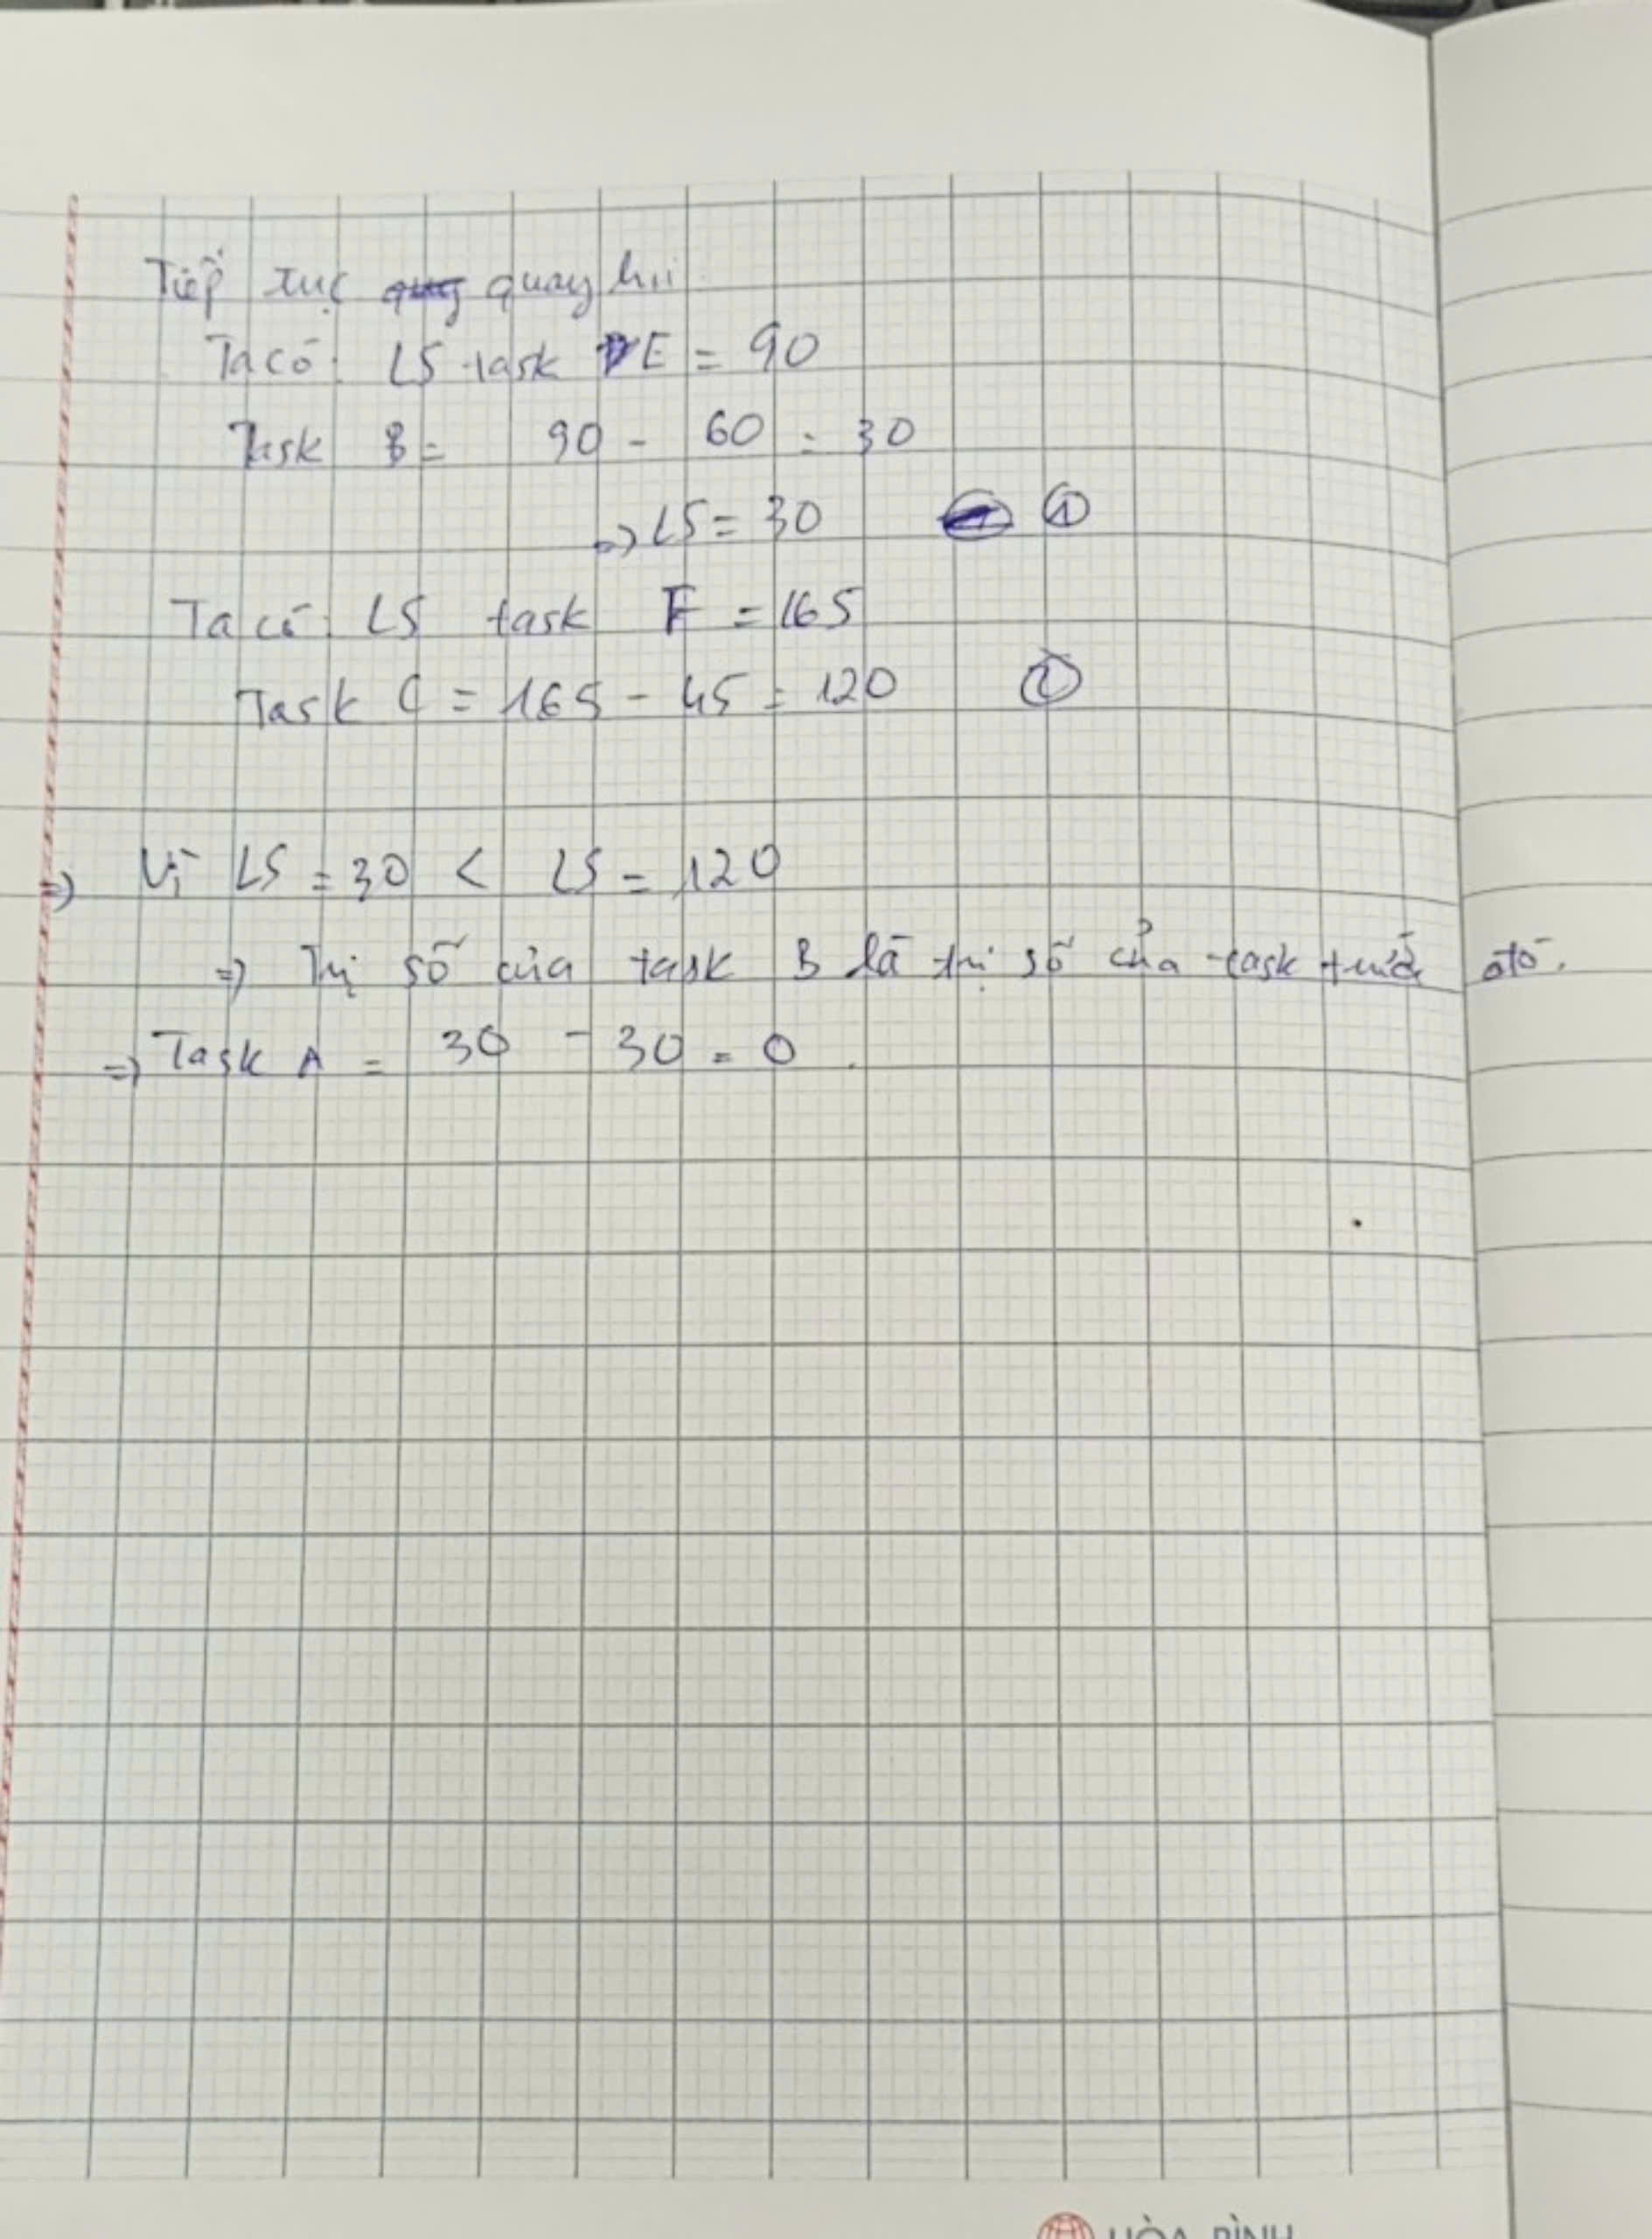 Tiếp tục quay lui
Ta có: LS task E = 90
Task B = 90 - 60 = 30
=> LS = 30 ①
Ta có: LS task F = 165
Task C = 165 - 45 = 120 ②
=> Vì LS = 30 < LS = 120
=> Trị số của task B là trị số của task trước đó.
=> Task A = 30 - 30 = 0.
HÒA BÌNH